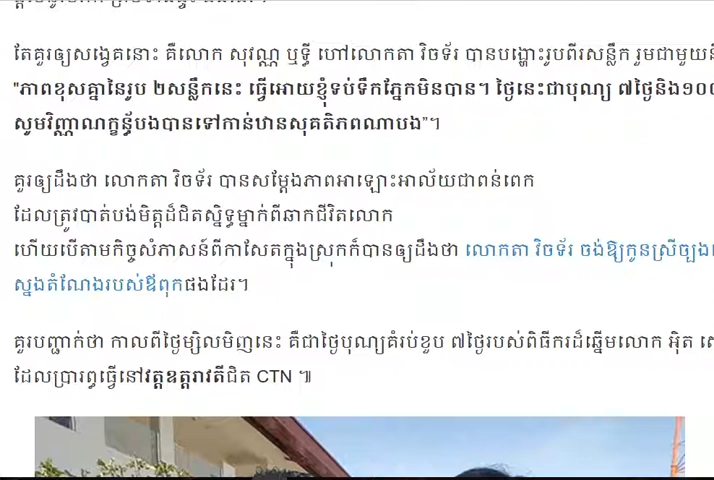 តែគួរឲ្យសង្វេគនោះ គឺលោក សុវណ្ណ ឬទ្ធី ហៅលោកតា វិចទ័រ បានបង្ហោះរូបពីរសន្លឹក រួមជាមួយ
"ភាពខុសគ្នានៃរូប ២សន្លឹកនេះ ធ្វើអោយខ្ញុំទប់ទឹកភ្នែកមិនបាន។ ថ្ងៃនេះជាបុណ្យ ៧ថ្ងៃនិង១០០
សូមវិញ្ញាណក្ខន្ធ័បងបានទៅកាន់ឋានសុគតិភពណាបង"។
គួរឲ្យដឹងថា លោកតា វិចទ័រ បានសម្ដែងភាពអាឡោះអាល័យជាពន់ពេក
ដែលត្រូវបាត់បង់មិត្តដ៏ជិតស្និទ្ធម្នាក់ពីឆាកជីវិតលោក
ហើយបើតាមកិច្ចសំភាសន៍ពីកាសែតក្នុងស្រុកក៏បានឲ្យដឹងថា លោកតា វិចទ័រ ចង់ឱ្យកូនស្រីច្បង
ស្នងតំណែងរបស់ឪពុកផងដែរ។
គួរបញ្ជាក់ថា កាលពីថ្ងៃម្សិលមិញនេះ គឺជាថ្ងៃបុណ្យគំរប់ខួប ៧ថ្ងៃរបស់ពិធីករដ៏ឆ្នើមលោក អ៊ិត
ដែលប្រារព្ធធ្វើនៅវត្តឧត្តរាវតីជិត CTN ៕